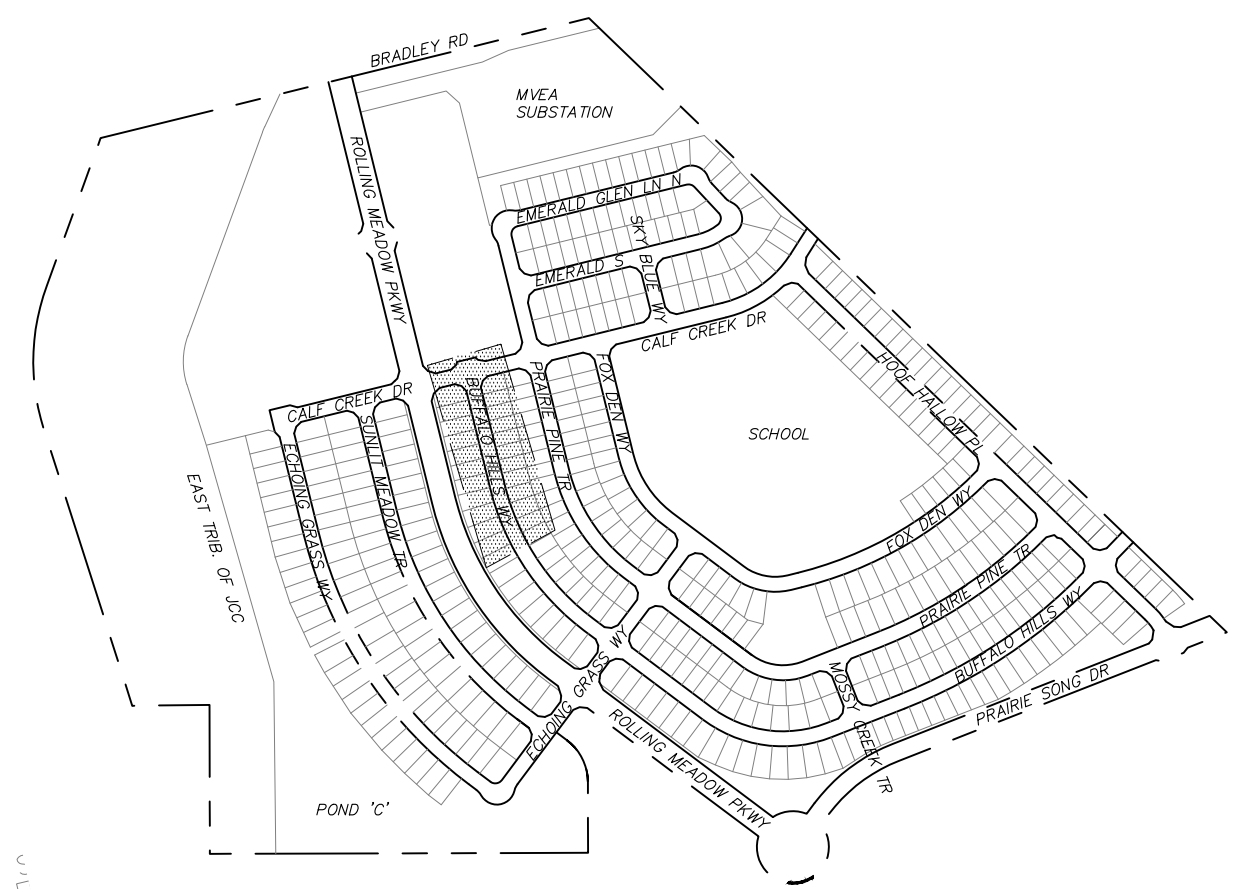 BRADLEY RD
MVEA
SUBSTATION
ROLLING MEADOW PKWY
EMERALD GLEN LN N
SKY BLUE WY
EMERALD S
CALF CREEK DR
HOOF HALLOW PL
PRAIRIE PINE TR
FOX DEN WY
BUFFALO HILLS WY
CALF CREEK DR
SUNLIT MEADOW TR
ECHOING GRASS WY
SCHOOL
EAST TRIB. OF JCC
FOX DEN WY
PRAIRIE PINE TR
BUFFALO HILLS WY
ECHOING GRASS WY
MOSSY CREEK TR
PRAIRIE SONG DR
ROLLING MEADOW PKWY
POND 'C'